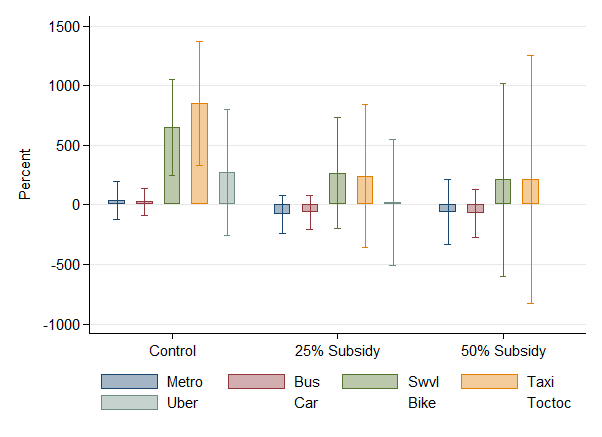 1500
1000
500
0
-500
-1000
Percent
Control 25% Subsidy 50% Subsidy
Metro Bus Swvl Taxi
Uber Car Bike Toctoc